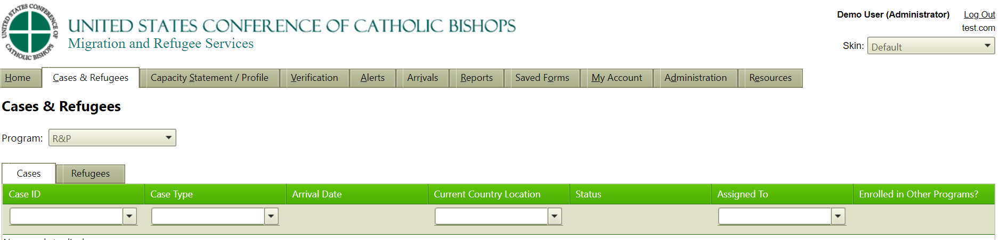 UNITED STATES CONFERENCE OF CATHOLIC BISHOPS
UNITED STATES CONFERENCE OF CATHOLIC BISHOPS
Migration and Refugee Services
Demo User (Administrator) Log Out
test.com
Skin: Default
Home Cases & Refugees Capacity Statement / Profile Verification Alerts Arrivals Reports Saved Forms My Account Administration Resources
Cases & Refugees
Program: R&P
Cases Refugees
Case ID Case Type Arrival Date Current Country Location Status Assigned To Enrolled in Other Programs?